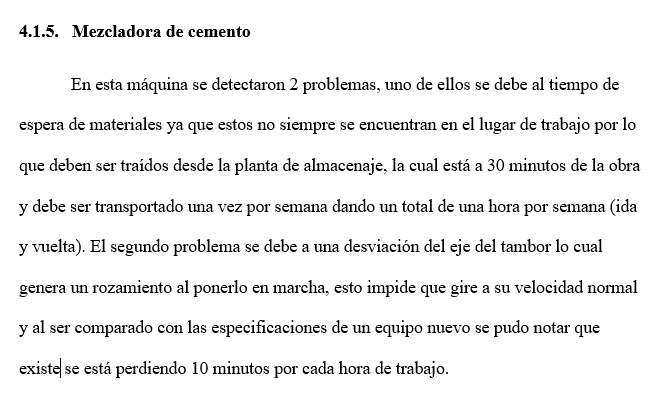 4.1.5. Mezcladora de cemento
En esta máquina se detectaron 2 problemas, uno de ellos se debe al tiempo de
espera de materiales ya que estos no siempre se encuentran en el lugar de trabajo por lo
que deben ser traídos desde la planta de almacenaje, la cual está a 30 minutos de la obra
y debe ser transportado una vez por semana dando un total de una hora por semana (ida
y vuelta). El segundo problema se debe a una desviación del eje del tambor lo cual
genera un rozamiento al ponerlo en marcha, esto impide que gire a su velocidad normal
y al ser comparado con las especificaciones de un equipo nuevo se pudo notar que
existe se está perdiendo 10 minutos por cada hora de trabajo.